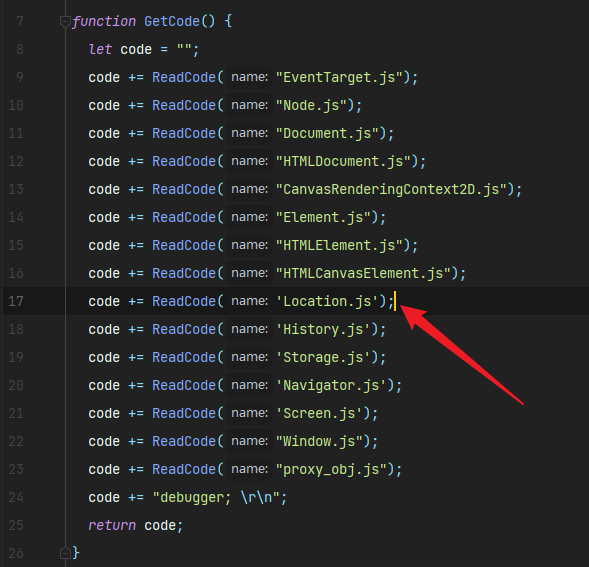 7 function GetCode() {
8 let code = "";
9 code += ReadCode( name: "EventTarget.js");
10 code += ReadCode( name: "Node.js");
11 code += ReadCode( name: "Document.js");
12 code += ReadCode( name: "HTMLDocument.js");
13 code += ReadCode( name: "CanvasRenderingContext2D.js");
14 code += ReadCode( name: "Element.js");
15 code += ReadCode( name: "HTMLElement.js");
16 code += ReadCode( name: "HTMLCanvasElement.js");
17 code += ReadCode( name: 'Location.js');
18 code += ReadCode( name: 'History.js');
19 code += ReadCode( name: 'Storage.js');
20 code += ReadCode( name: 'Navigator.js');
21 code += ReadCode( name: 'Screen.js');
22 code += ReadCode( name: "Window.js");
23 code += ReadCode( name: "proxy_obj.js");
24 code += "debugger; \r\n";
25 return code;
26 }